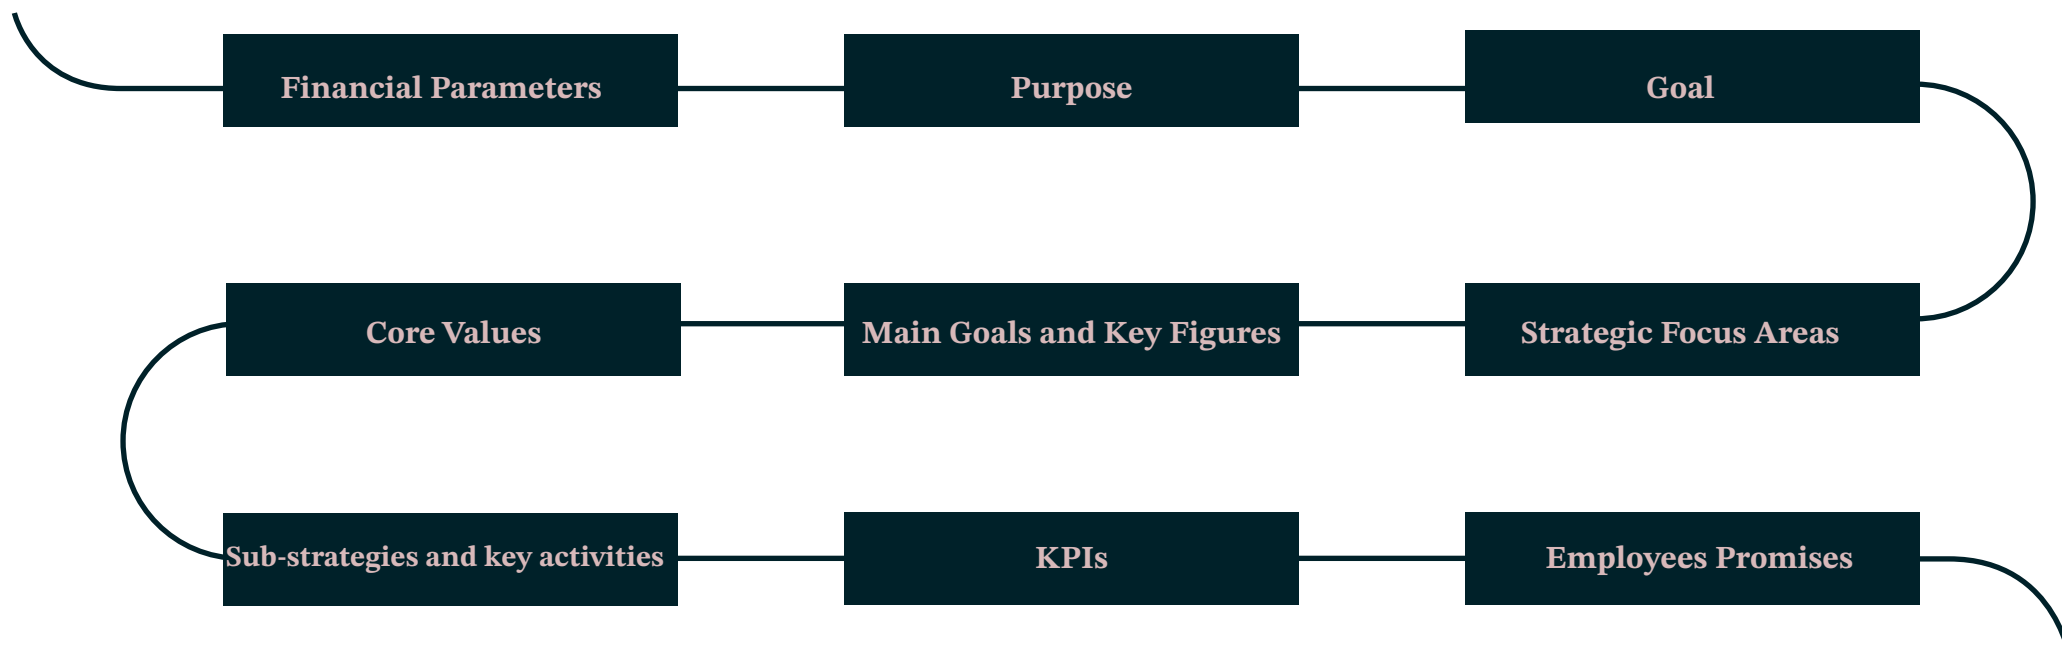 Financial Parameters
Purpose
Goal
Core Values
Main Goals and Key Figures
Strategic Focus Areas
Sub-strategies and key activities
KPIs
Employees Promises